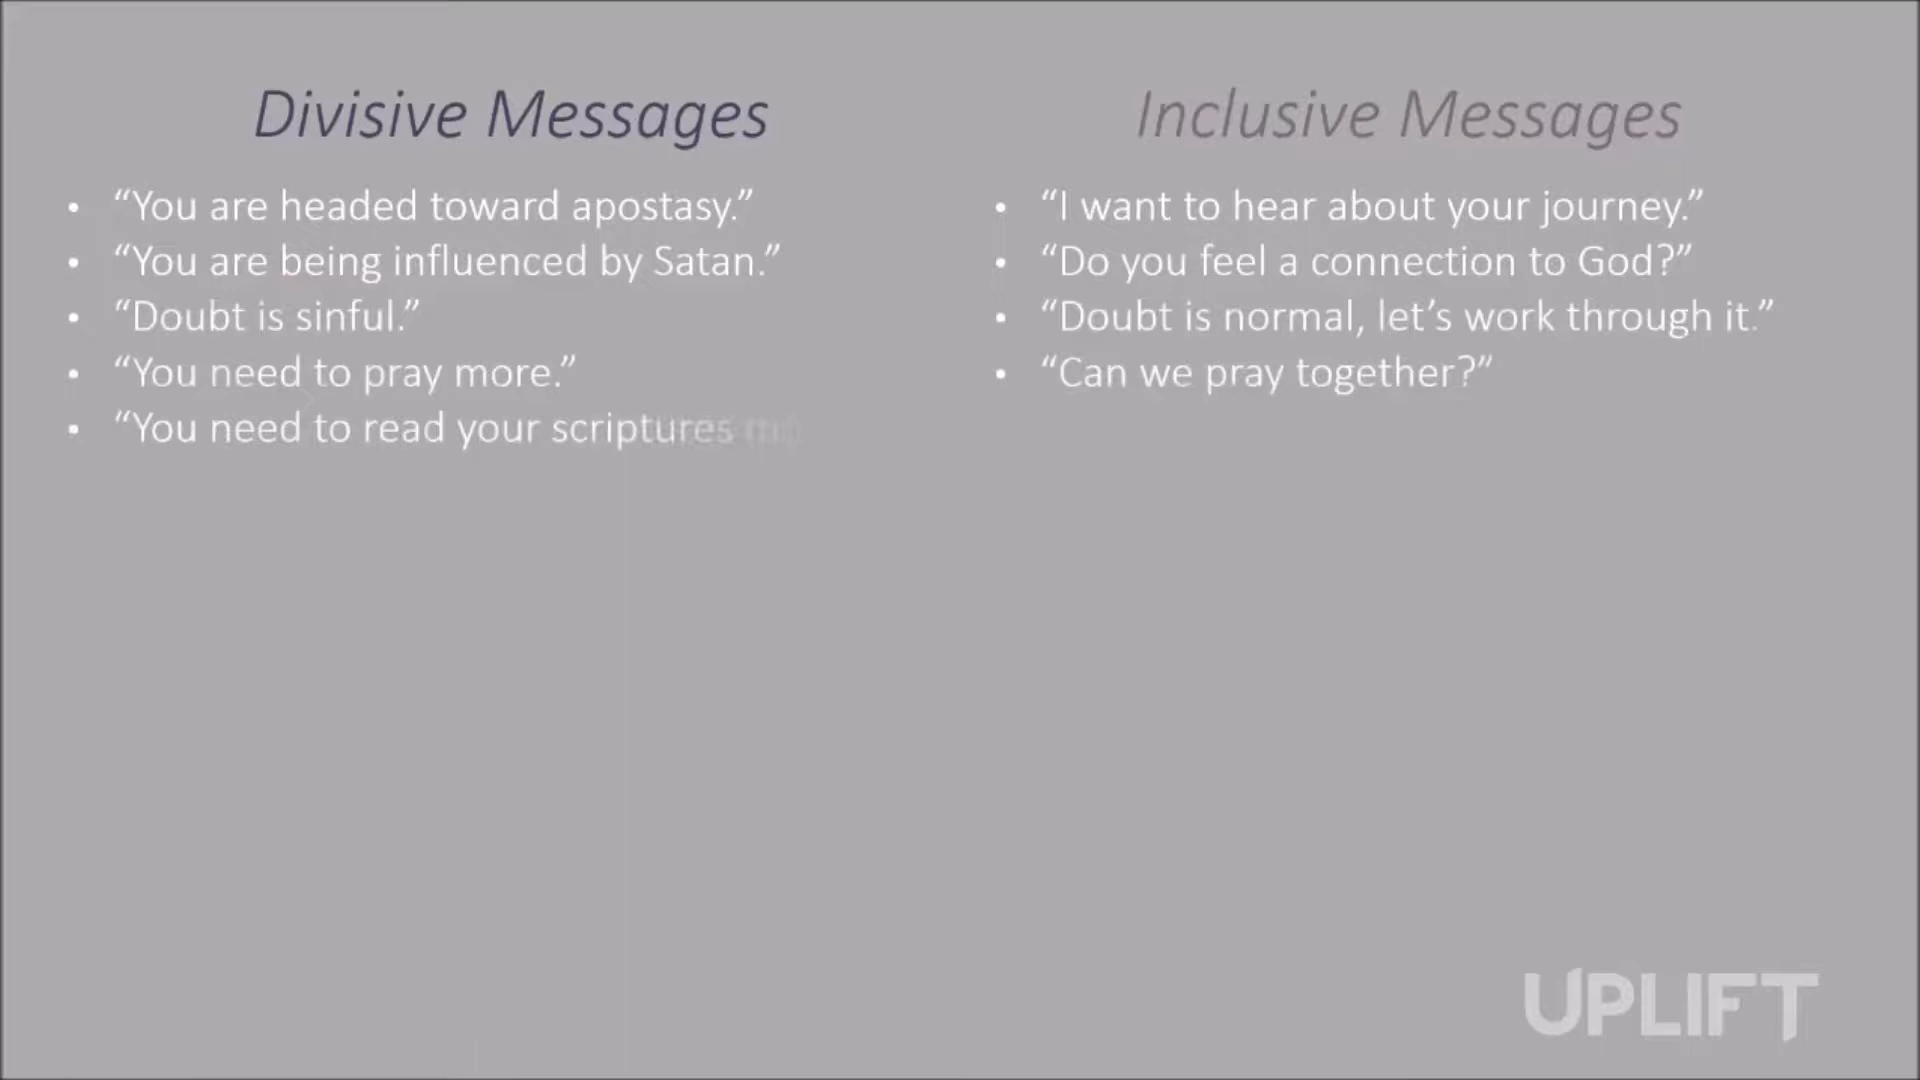 Divisive Messages
• “You are headed toward apostasy.”
• “You are being influenced by Satan.”
• “Doubt is sinful.”
• “You need to pray more.”
• “You need to read your scriptures
Inclusive Messages
• “I want to hear about your journey.”
• “Do you feel a connection to God?”
• “Doubt is normal, let’s work through it.”
• “Can we pray together?”
UPLIFT